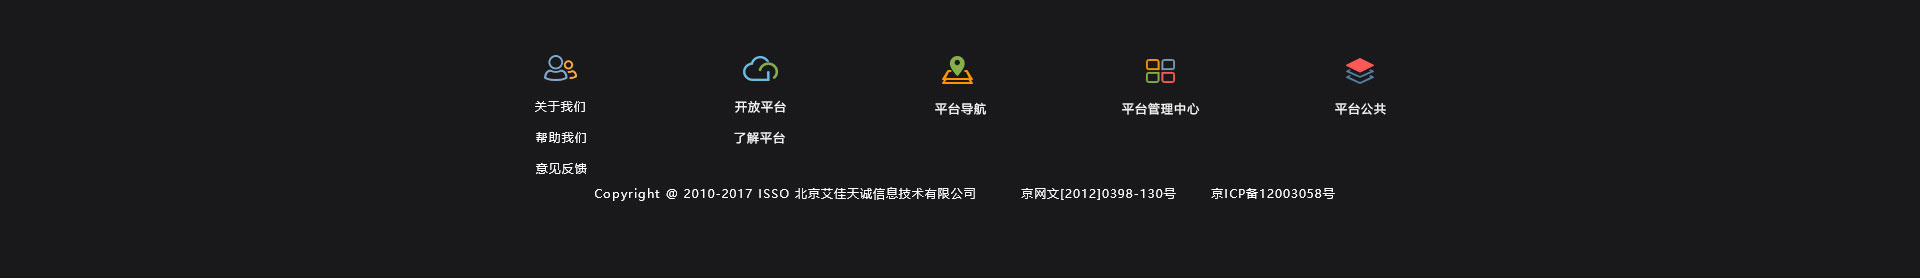 关于我们
帮助我们
意见反馈
开放平台
了解平台
平台导航
平台管理中心
平台公共
Copyright @ 2010-2017 ISSO 北京艾佳天诚信息技术有限公司 京网文[2012]0398-130号 京ICP备12003058号